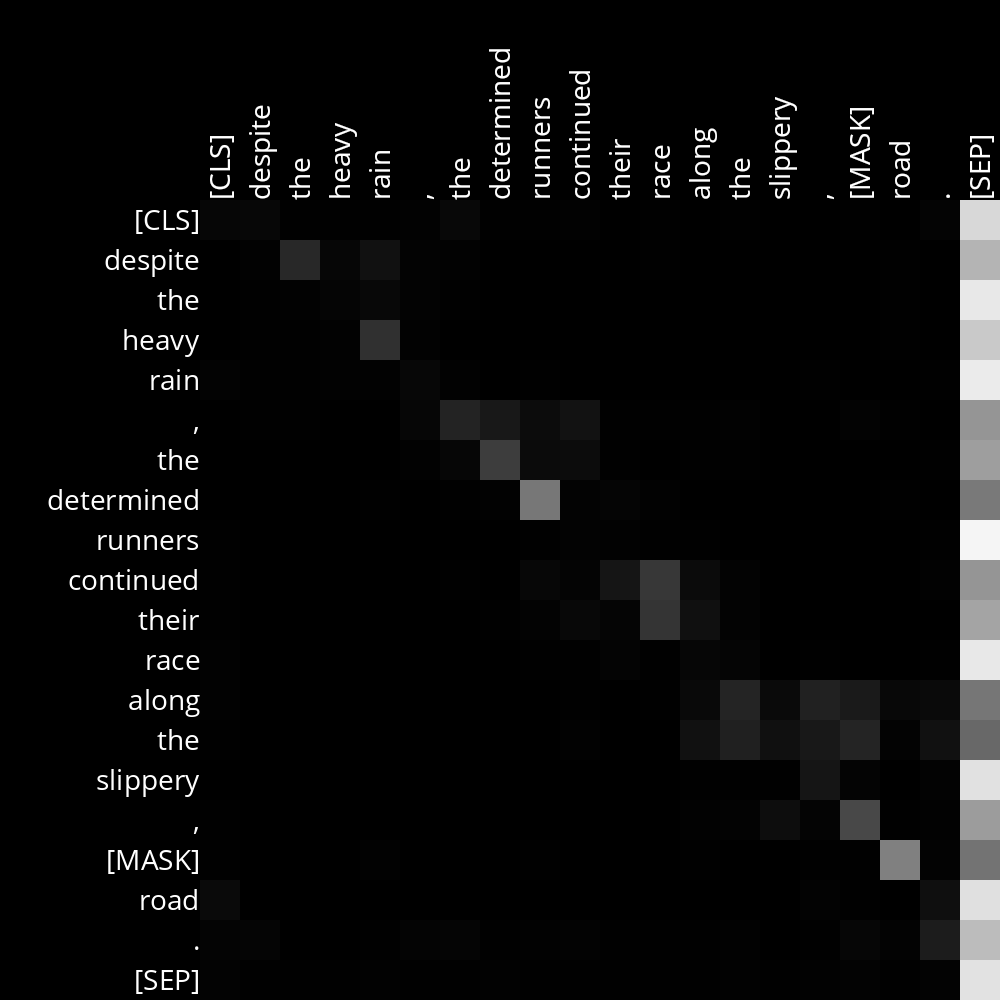 [CLS] despite the heavy rain , the determined runners continued their race along the slippery , [MASK] road . [SEP]
[CLS]
despite
the
heavy
rain
,
the
determined
runners
continued
their
race
along
the
slippery
,
[MASK]
road
.
[SEP]